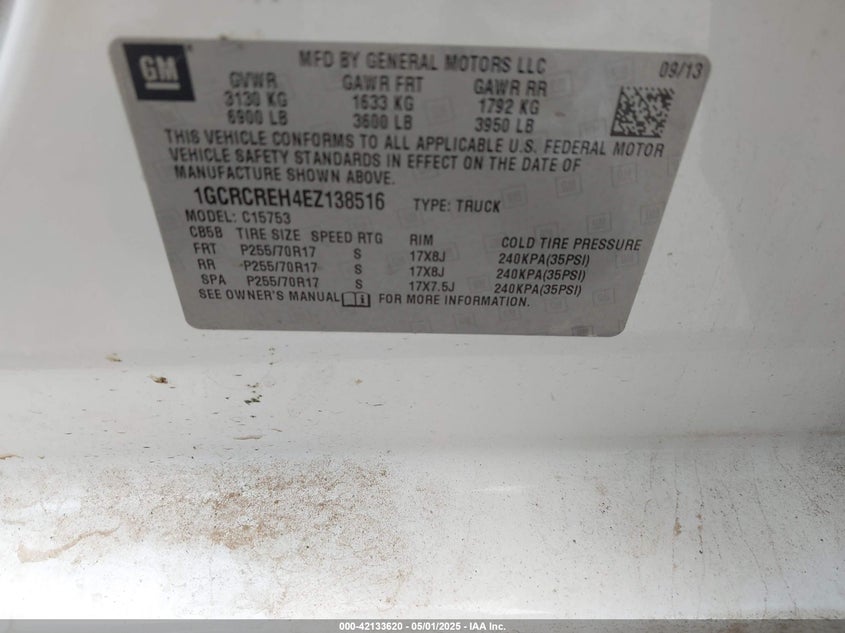 GM
MFD BY GENERAL MOTORS LLC 09/13
GVWR GAWR FRT GAWR RR
3130 KG 1633 KG 1792 KG
6900 LB 3600 LB 3950 LB
THIS VEHICLE CONFORMS TO ALL APPLICABLE U.S. FEDERAL MOTOR
VEHICLE SAFETY STANDARDS IN EFFECT ON THE DATE OF
MANUFACTURE SHOWN ABOVE.
1GCRCREH4EZ138516 TYPE: TRUCK
MODEL: C15753
CB5B TIRE SIZE SPEED RTG RIM COLD TIRE PRESSURE
FRT P255/70R17 S 17X8J 240KPA(35PSI)
RR P255/70R17 S 17X8J 240KPA(35PSI)
SPA P255/70R17 S 17X7.5J 240KPA(35PSI)
SEE OWNER'S MANUAL FOR MORE INFORMATION.
000-42133620 - 05/01/2025 - IAA Inc.